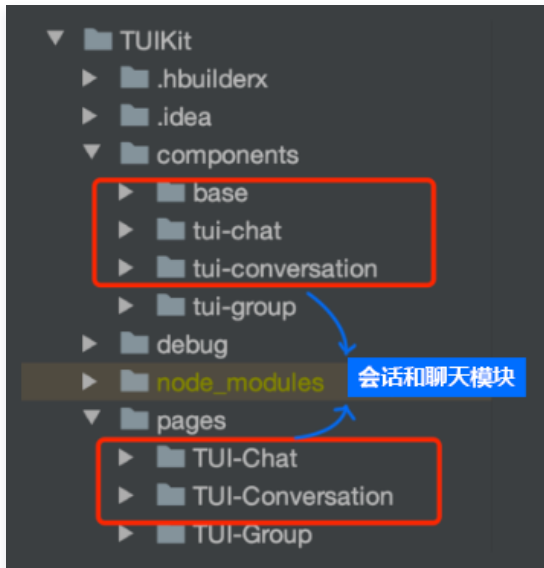 TUIKit
.hbuilderx
.idea
components
base
tui-chat
tui-conversation
tui-group
debug
node_modules
会话和聊天模块
pages
TUI-Chat
TUI-Conversation
TUI-Group